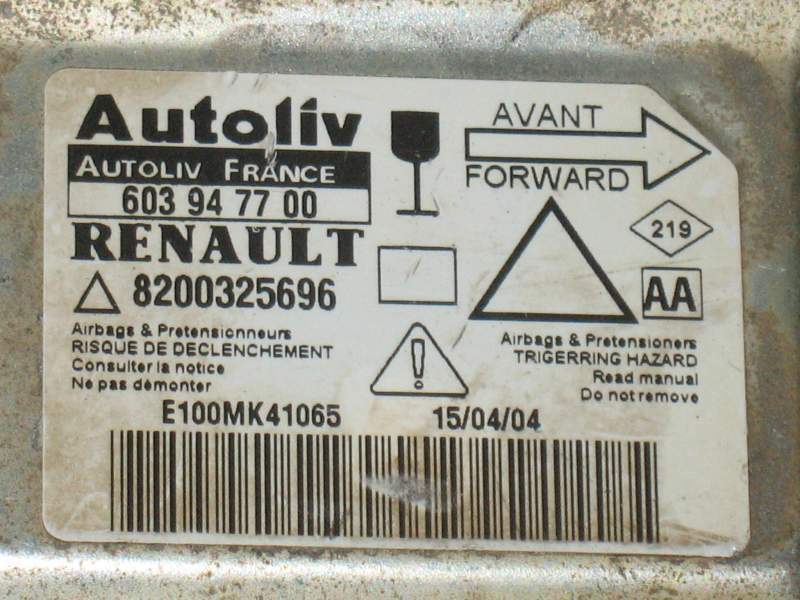 Autoliv
AUTOLIV FRANCE
603 94 77 00
RENAULT
8200325696
Airbags & Pretensionneurs
RISQUE DE DECLENCHEMENT
Consulter la notice
Ne pas démonter
AVANT
FORWARD
219
AA
!
Airbags & Pretensioners
TRIGERRING HAZARD
Read manual
Do not remove
E100MK41065
15/04/04